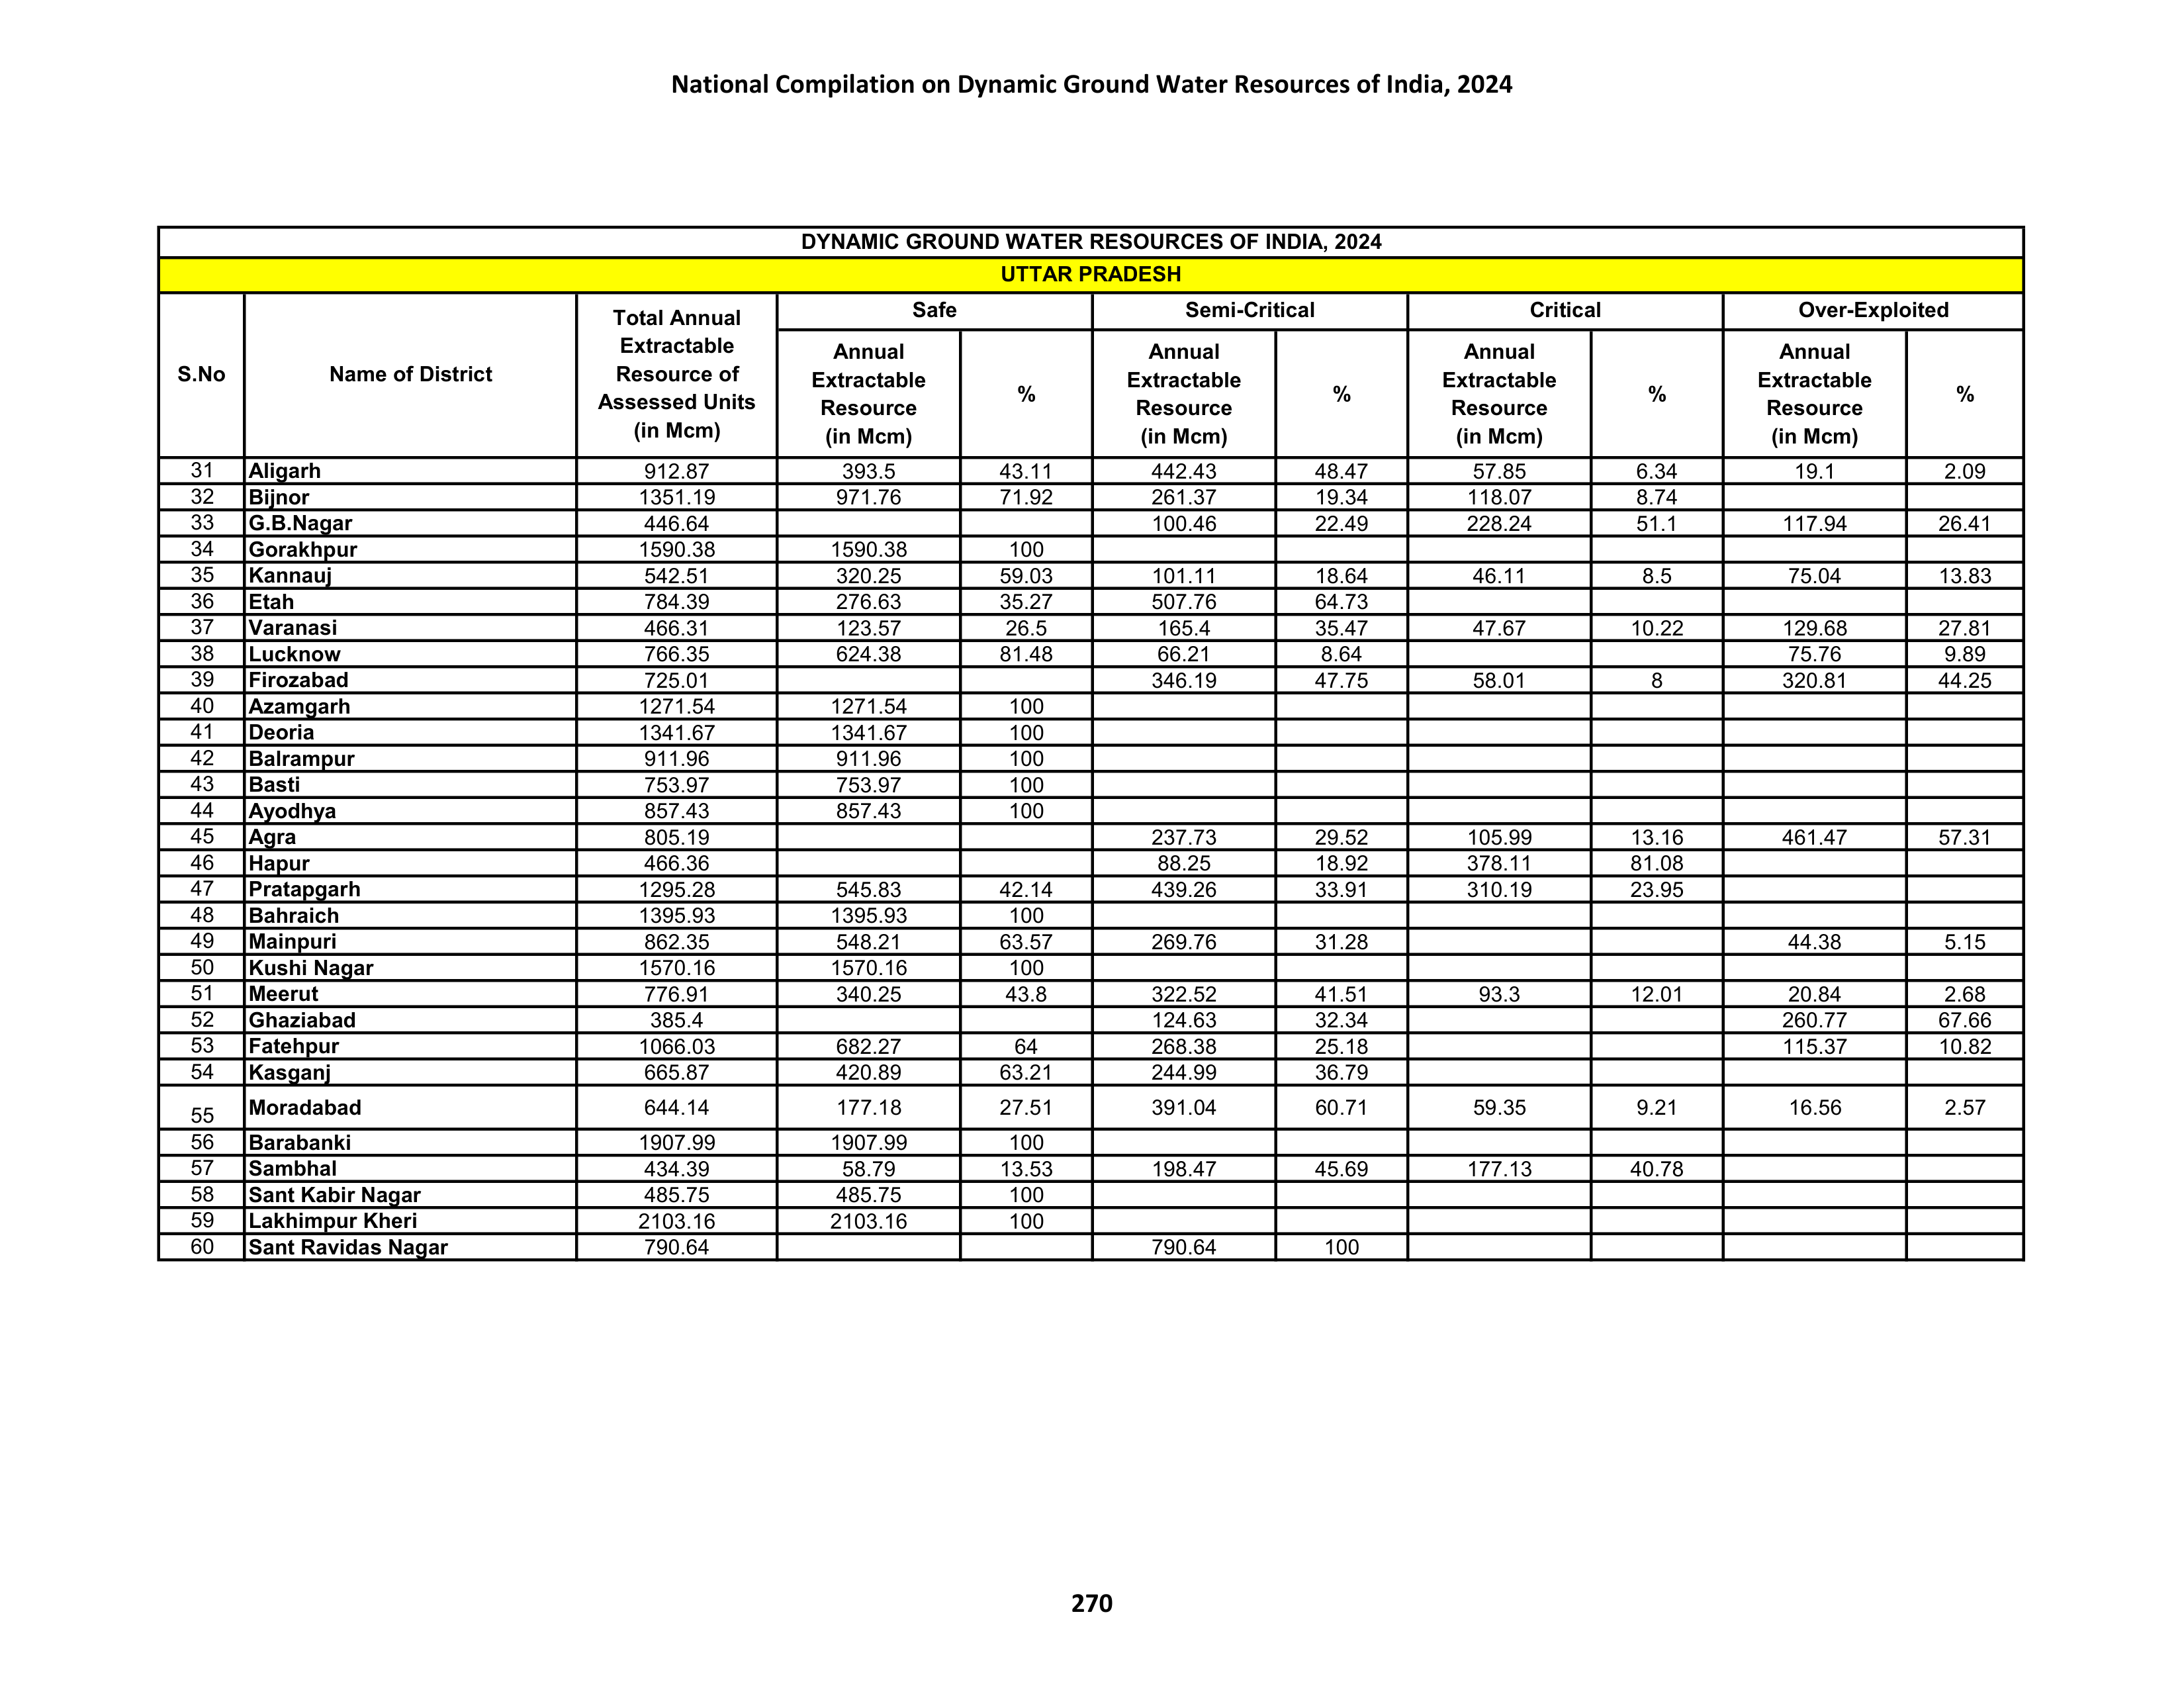 National Compilation on Dynamic Ground Water Resources of India, 2024
DYNAMIC GROUND WATER RESOURCES OF INDIA, 2024
UTTAR PRADESH
S.No Name of District Total Annual Extractable Resource of Assessed Units (in Mcm) Safe Semi-Critical Critical Over-Exploited
Annual Extractable Resource (in Mcm) % Annual Extractable Resource (in Mcm) % Annual Extractable Resource (in Mcm) % Annual Extractable Resource (in Mcm) %
31 Aligarh 912.87 393.5 43.11 442.43 48.47 57.85 6.34 19.1 2.09
32 Bijnor 1351.19 971.76 71.92 261.37 19.34 118.07 8.74
33 G.B.Nagar 446.64 100.46 22.49 228.24 51.1 117.94 26.41
34 Gorakhpur 1590.38 1590.38 100
35 Kannauj 542.51 320.25 59.03 101.11 18.64 46.11 8.5 75.04 13.83
36 Etah 784.39 276.63 35.27 507.76 64.73
37 Varanasi 466.31 123.57 26.5 165.4 35.47 47.67 10.22 129.68 27.81
38 Lucknow 766.35 624.38 81.48 66.21 8.64 75.76 9.89
39 Firozabad 725.01 346.19 47.75 58.01 8 320.81 44.25
40 Azamgarh 1271.54 1271.54 100
41 Deoria 1341.67 1341.67 100
42 Balrampur 911.96 911.96 100
43 Basti 753.97 753.97 100
44 Ayodhya 857.43 857.43 100
45 Agra 805.19 237.73 29.52 105.99 13.16 461.47 57.31
46 Hapur 466.36 88.25 18.92 378.11 81.08
47 Pratapgarh 1295.28 545.83 42.14 439.26 33.91 310.19 23.95
48 Bahraich 1395.93 1395.93 100
49 Mainpuri 862.35 548.21 63.57 269.76 31.28 44.38 5.15
50 Kushi Nagar 1570.16 1570.16 100
51 Meerut 776.91 340.25 43.8 322.52 41.51 93.3 12.01 20.84 2.68
52 Ghaziabad 385.4 124.63 32.34 260.77 67.66
53 Fatehpur 1066.03 682.27 64 268.38 25.18 115.37 10.82
54 Kasganj 665.87 420.89 63.21 244.99 36.79
55 Moradabad 644.14 177.18 27.51 391.04 60.71 59.35 9.21 16.56 2.57
56 Barabanki 1907.99 1907.99 100
57 Sambhal 434.39 58.79 13.53 198.47 45.69 177.13 40.78
58 Sant Kabir Nagar 485.75 485.75 100
59 Lakhimpur Kheri 2103.16 2103.16 100
60 Sant Ravidas Nagar 790.64 790.64 100
270